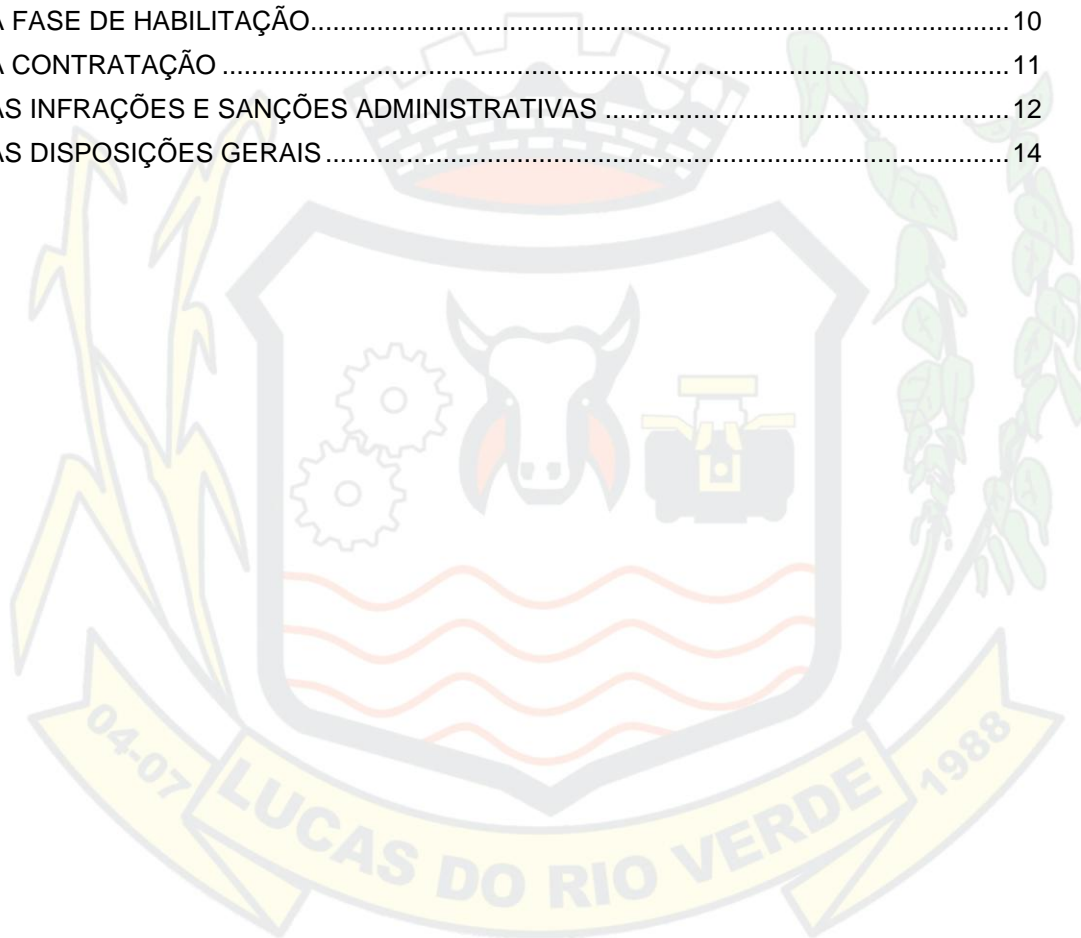 A FASE DE HABILITAÇÃO.....................................................................................................10
A CONTRATAÇÃO .................................................................................................................11
AS INFRAÇÕES E SANÇÕES ADMINISTRATIVAS ..............................................................12
AS DISPOSIÇÕES GERAIS....................................................................................................14
04-07 LUCAS DO RIO VERDE 1988